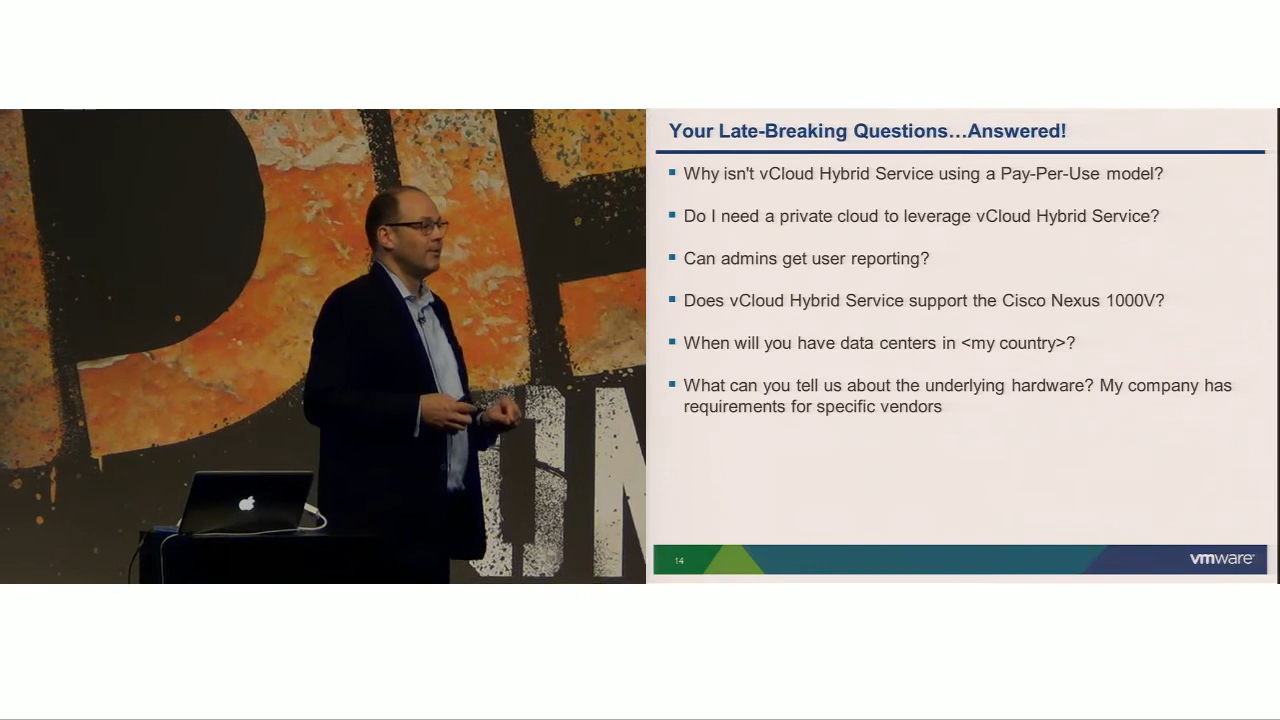 Your Late-Breaking Questions…Answered!
Why isn't vCloud Hybrid Service using a Pay-Per-Use model?
Do I need a private cloud to leverage vCloud Hybrid Service?
Can admins get user reporting?
Does vCloud Hybrid Service support the Cisco Nexus 1000V?
When will you have data centers in <my country>?
What can you tell us about the underlying hardware? My company has
requirements for specific vendors
14
vmware